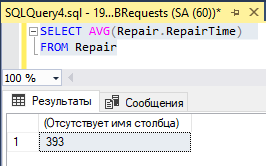 SQLQuery4.sql - 19...BRequests (SA (60))*
SELECT AVG(Repair.RepairTime)
FROM Repair
100 %
Результаты Сообщения
(Отсутствует имя столбца)
1 393